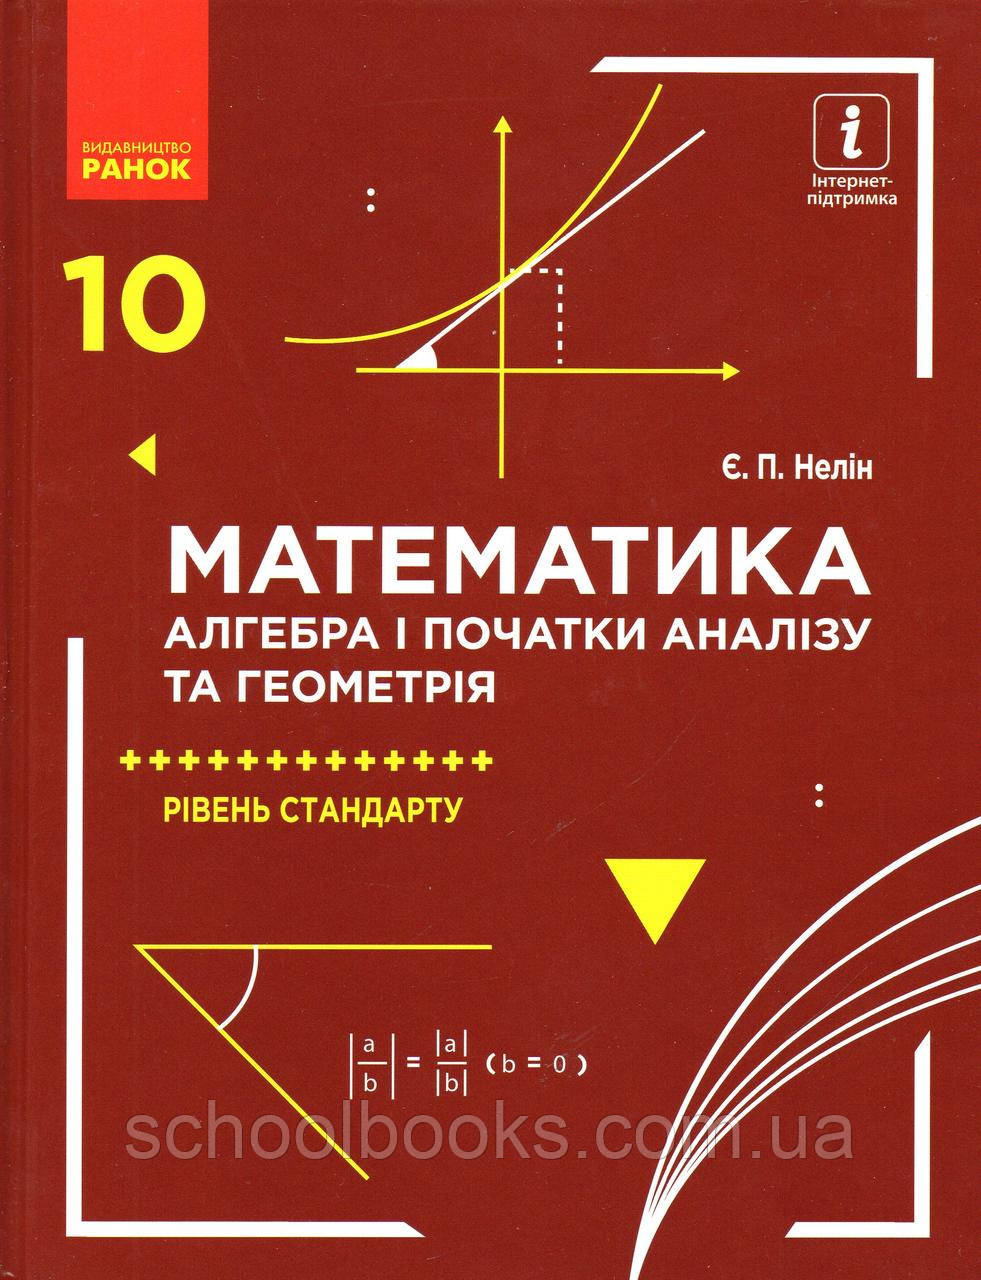 ВИДАВНИЦТВО
РАНОК
Інтернет-
підтримка
10
Є. П. Нелін
МАТЕМАТИКА
АЛГЕБРА І ПОЧАТКИ АНАЛІЗУ
ТА ГЕОМЕТРІЯ
РІВЕНЬ СТАНДАРТУ
|a/b| = |a|/|b| (b = 0)
schoolbooks.com.ua